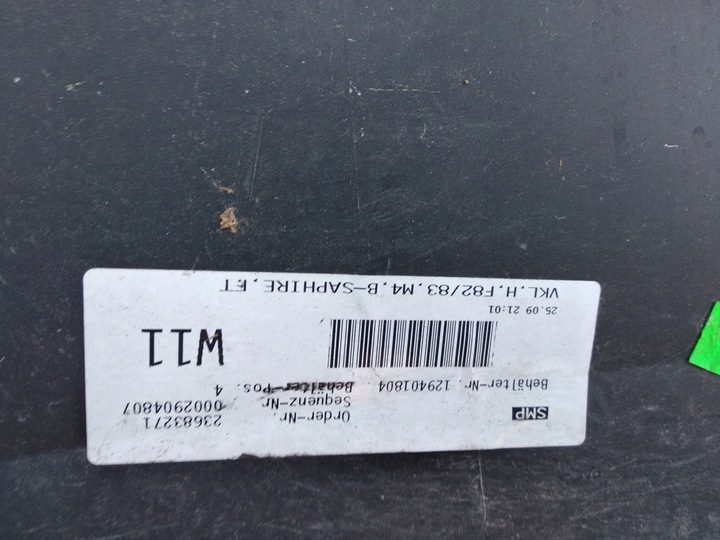 SMP
Order-Nr. 23683271
Sequenz-Nr. 0002904807
Behälter-Nr. 129401804 Behälter-Pos. 4
W11
25.09 21:01
VKL.H.F82/83.M4.B-SAPHIRE.ET